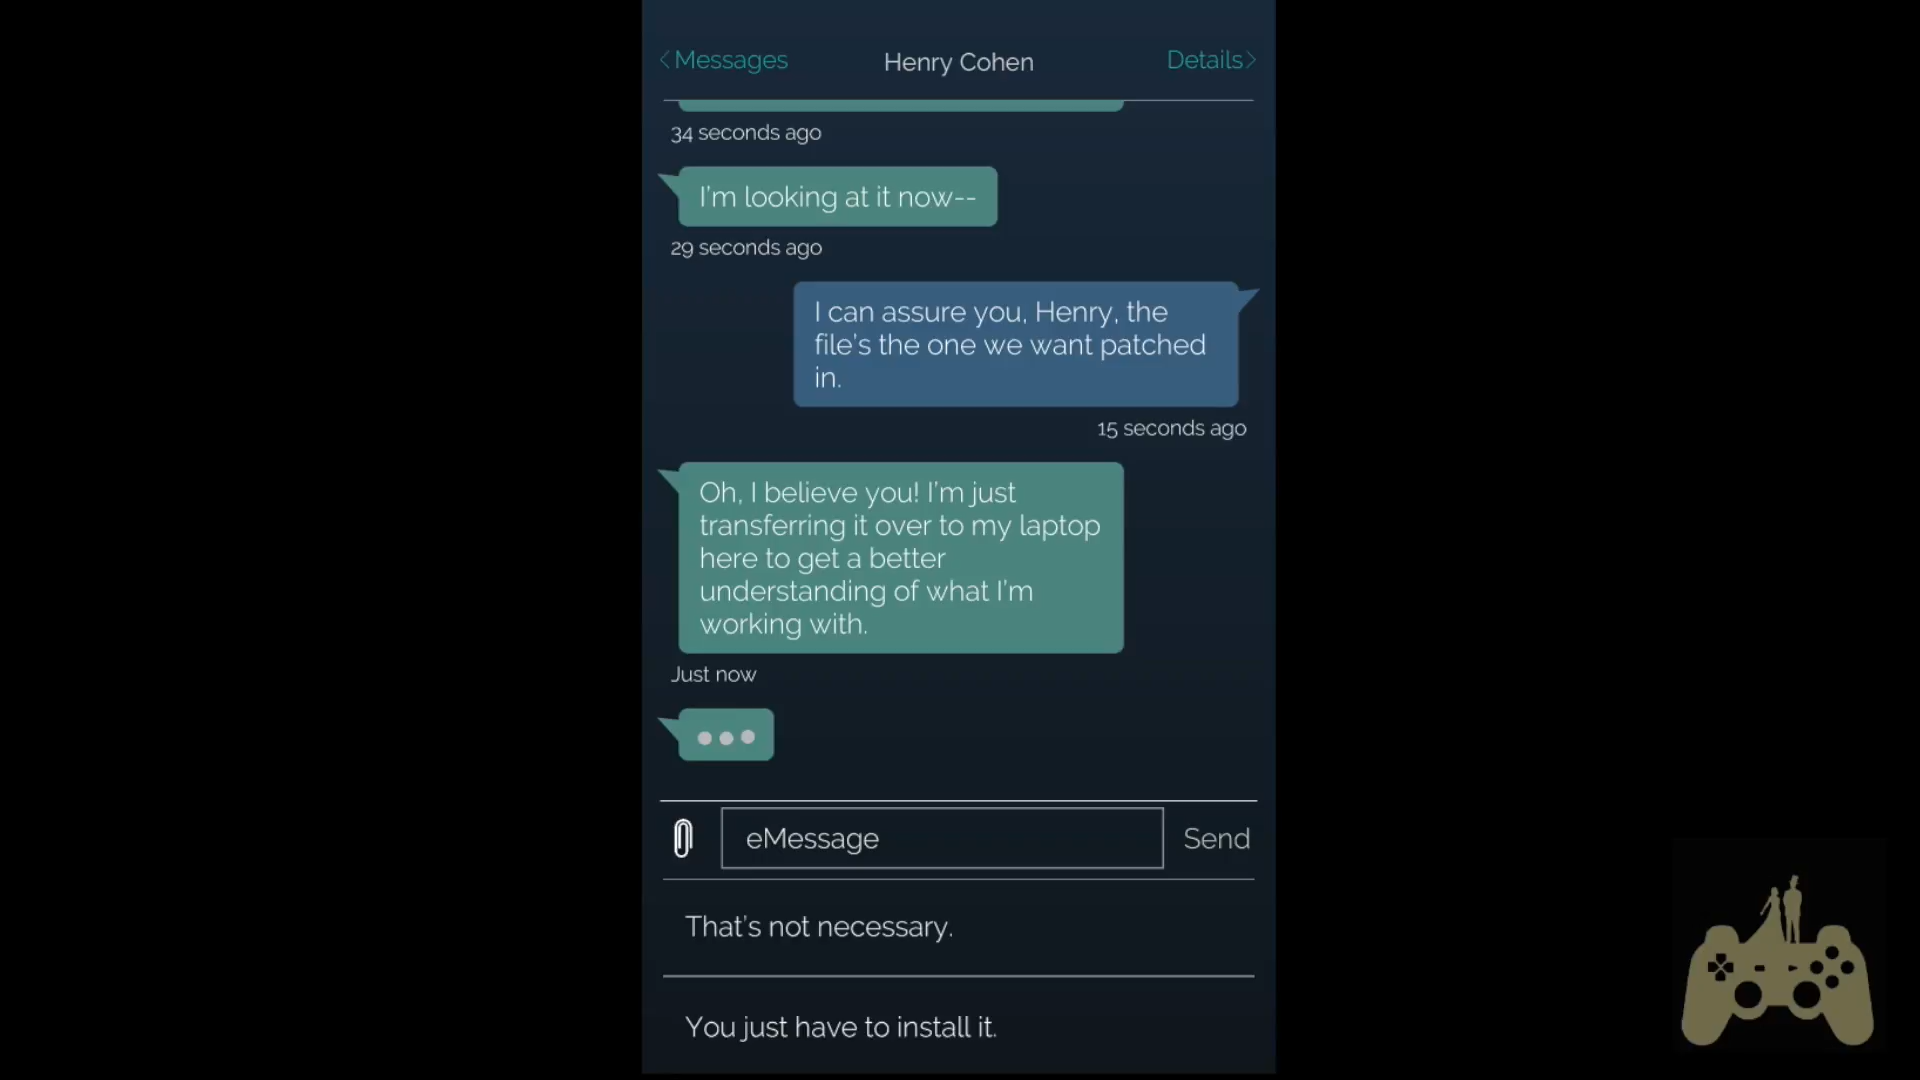 Messages
Henry Cohen
Details
34 seconds ago
I'm looking at it now--
29 seconds ago
I can assure you, Henry, the
file's the one we want patched
in.
15 seconds ago
Oh, I believe you! I'm just
transferring it over to my laptop
here to get a better
understanding of what I'm
working with.
Just now
eMessage
Send
That's not necessary.
You just have to install it.